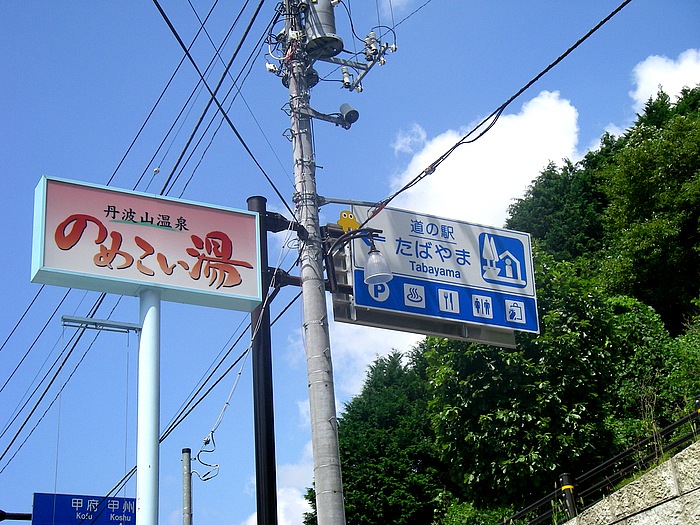 丹波山温泉
のめこい湯
道の駅
たばやま
Tabayama
P
甲府 甲州
Kofu Koshu